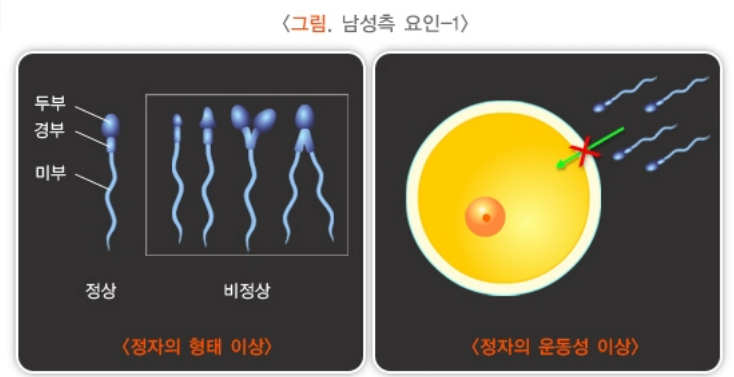 〈그림. 남성측 요인-1〉
두부
경부
미부
정상
비정상
〈정자의 형태 이상〉
〈정자의 운동성 이상〉